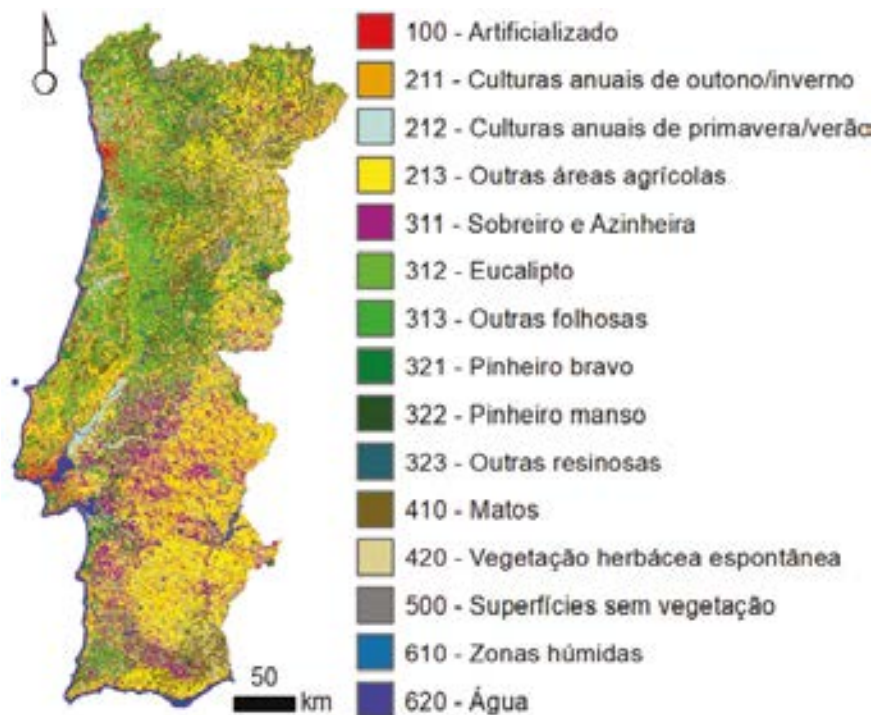 100 - Artificializado
211 - Culturas anuais de outono/inverno
212 - Culturas anuais de primavera/verão
213 - Outras áreas agrícolas
311 - Sobreiro e Azinheira
312 - Eucalipto
313 - Outras folhosas
321 - Pinheiro bravo
322 - Pinheiro manso
323 - Outras resinosas
410 - Matos
420 - Vegetação herbácea espontânea
500 - Superfícies sem vegetação
610 - Zonas húmidas
620 - Água
50
km